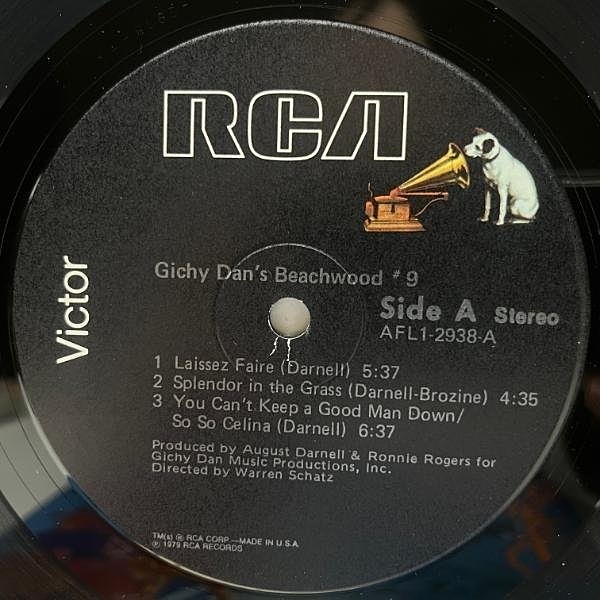 RCA
Victor
Gichy Dan's Beachwood #9
Side A Stereo
AFL1-2938-A
1 Laissez Faire (Darnell) 5:37
2 Splendor in the Grass (Darnell-Brozine) 4:35
3 You Can't Keep a Good Man Down/
So So Celina (Darnell) 6:37
Produced by August Darnell & Ronnie Rogers for
Gichy Dan Music Productions, Inc.
Directed by Warren Schatz
TM(s) ® RCA CORP.—MADE IN U.S.A.
℗ 1979 RCA RECORDS